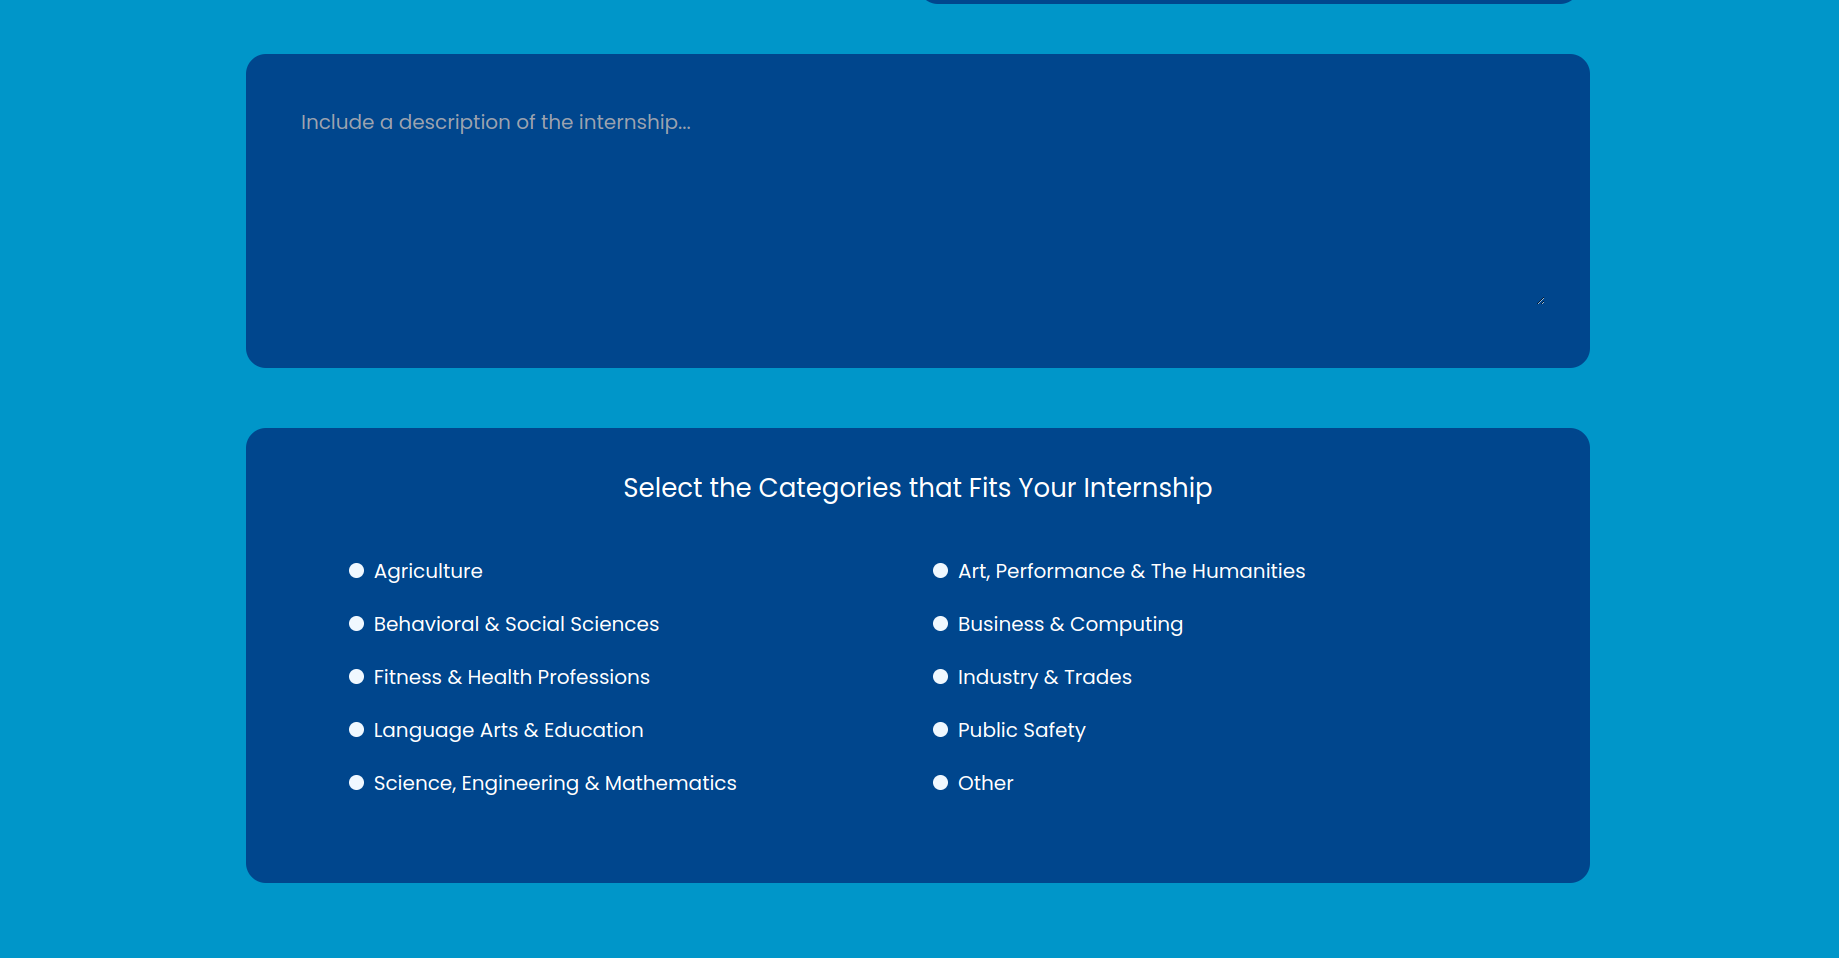 Include a description of the internship...
Select the Categories that Fits Your Internship
Agriculture
Art, Performance & The Humanities
Behavioral & Social Sciences
Business & Computing
Fitness & Health Professions
Industry & Trades
Language Arts & Education
Public Safety
Science, Engineering & Mathematics
Other